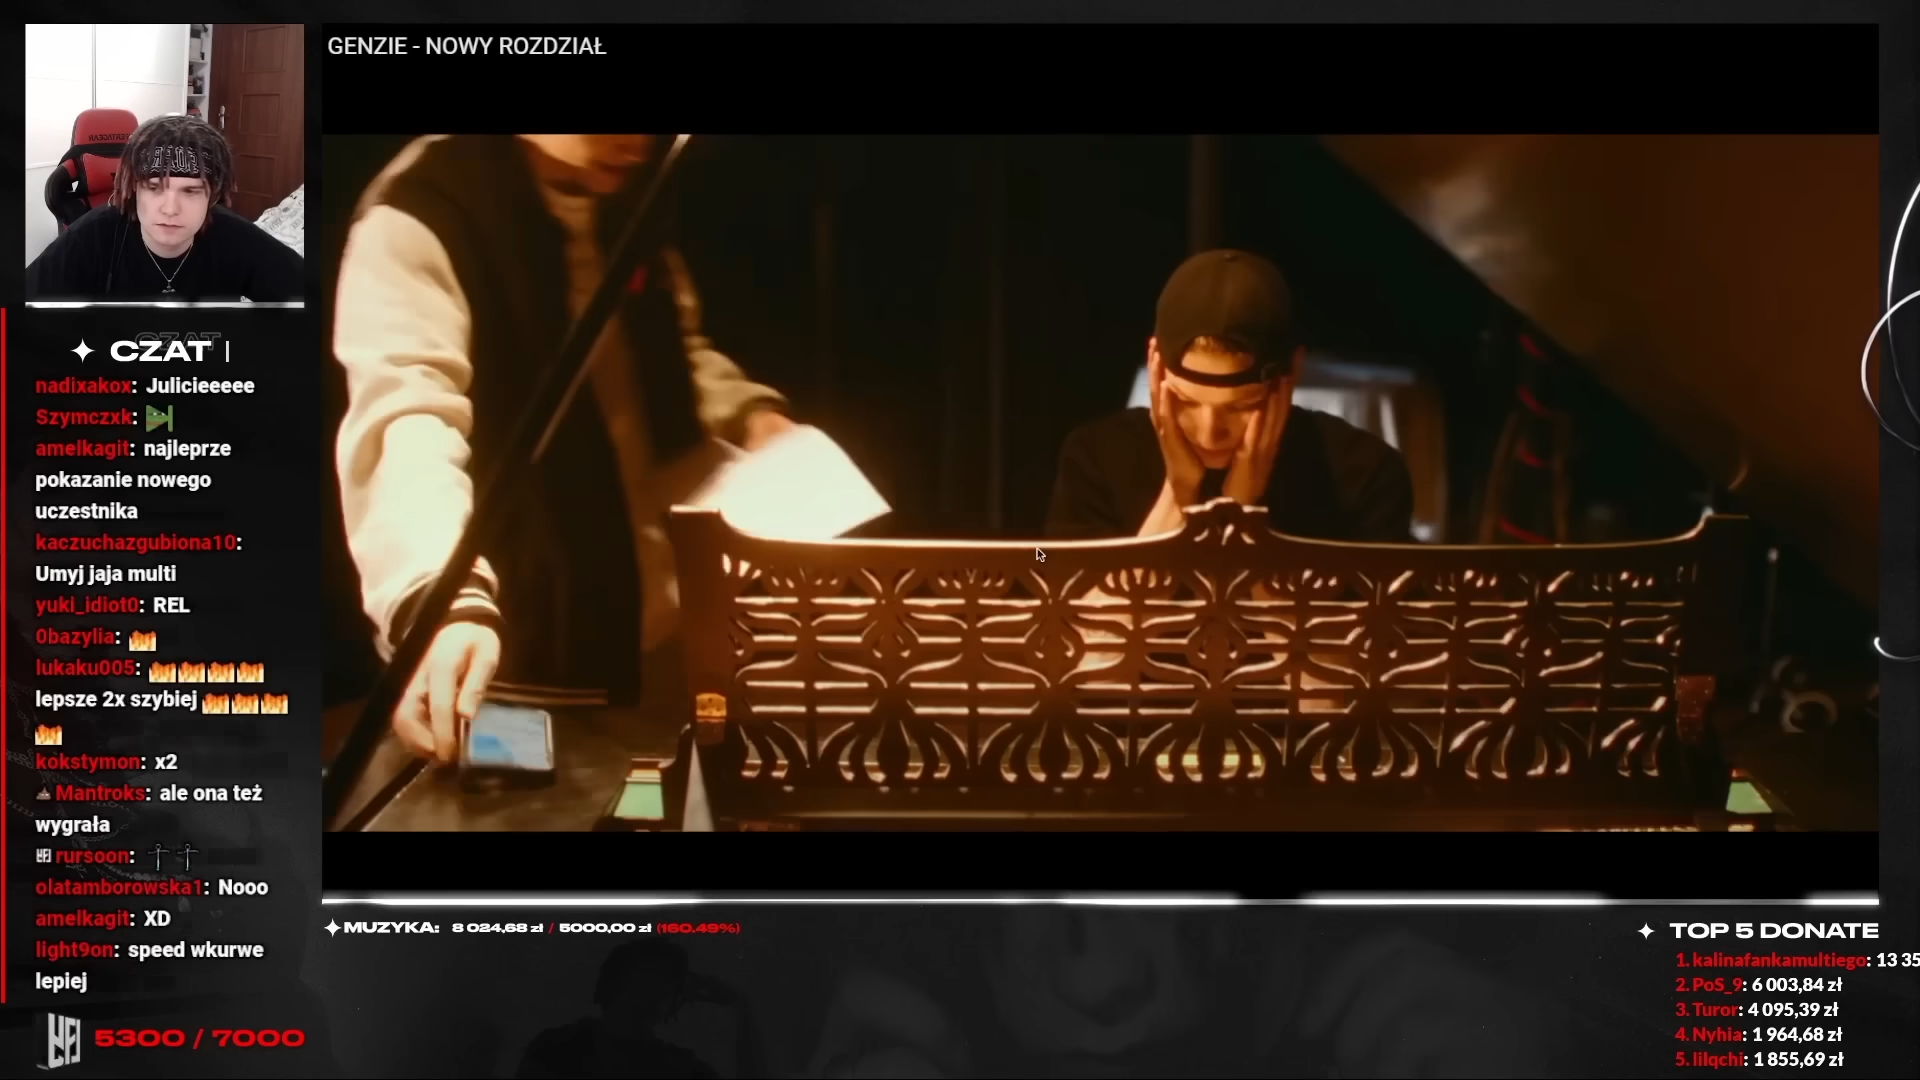 GENZIE - NOWY ROZDZIAŁ
CZAT
nadixakox: Julicieeeee
Szymczxk:
amelkagit: najleprze
pokazanie nowego
uczestnika
kaczuchazgubiona10:
Umyj jaja multi
yuki_idiot0: REL
0bazylia:
lukaku005:
lepsze 2x szybiej
kokstymon: x2
Mantroks: ale ona też
wygrała
rursoon:
olatamborowska1: Nooo
amelkagit: XD
light9on: speed wkurwe
lepiej
5300 / 7000
MUZYKA: 8 024,68 zł / 5000,00 zł (160.49%)
TOP 5 DONATE
1. kalinafankamultiego: 13 35
2. PoS_9: 6 003,84 zł
3. Turor: 4 095,39 zł
4. Nyhia: 1 964,68 zł
5. lilqchi: 1 855,69 zł